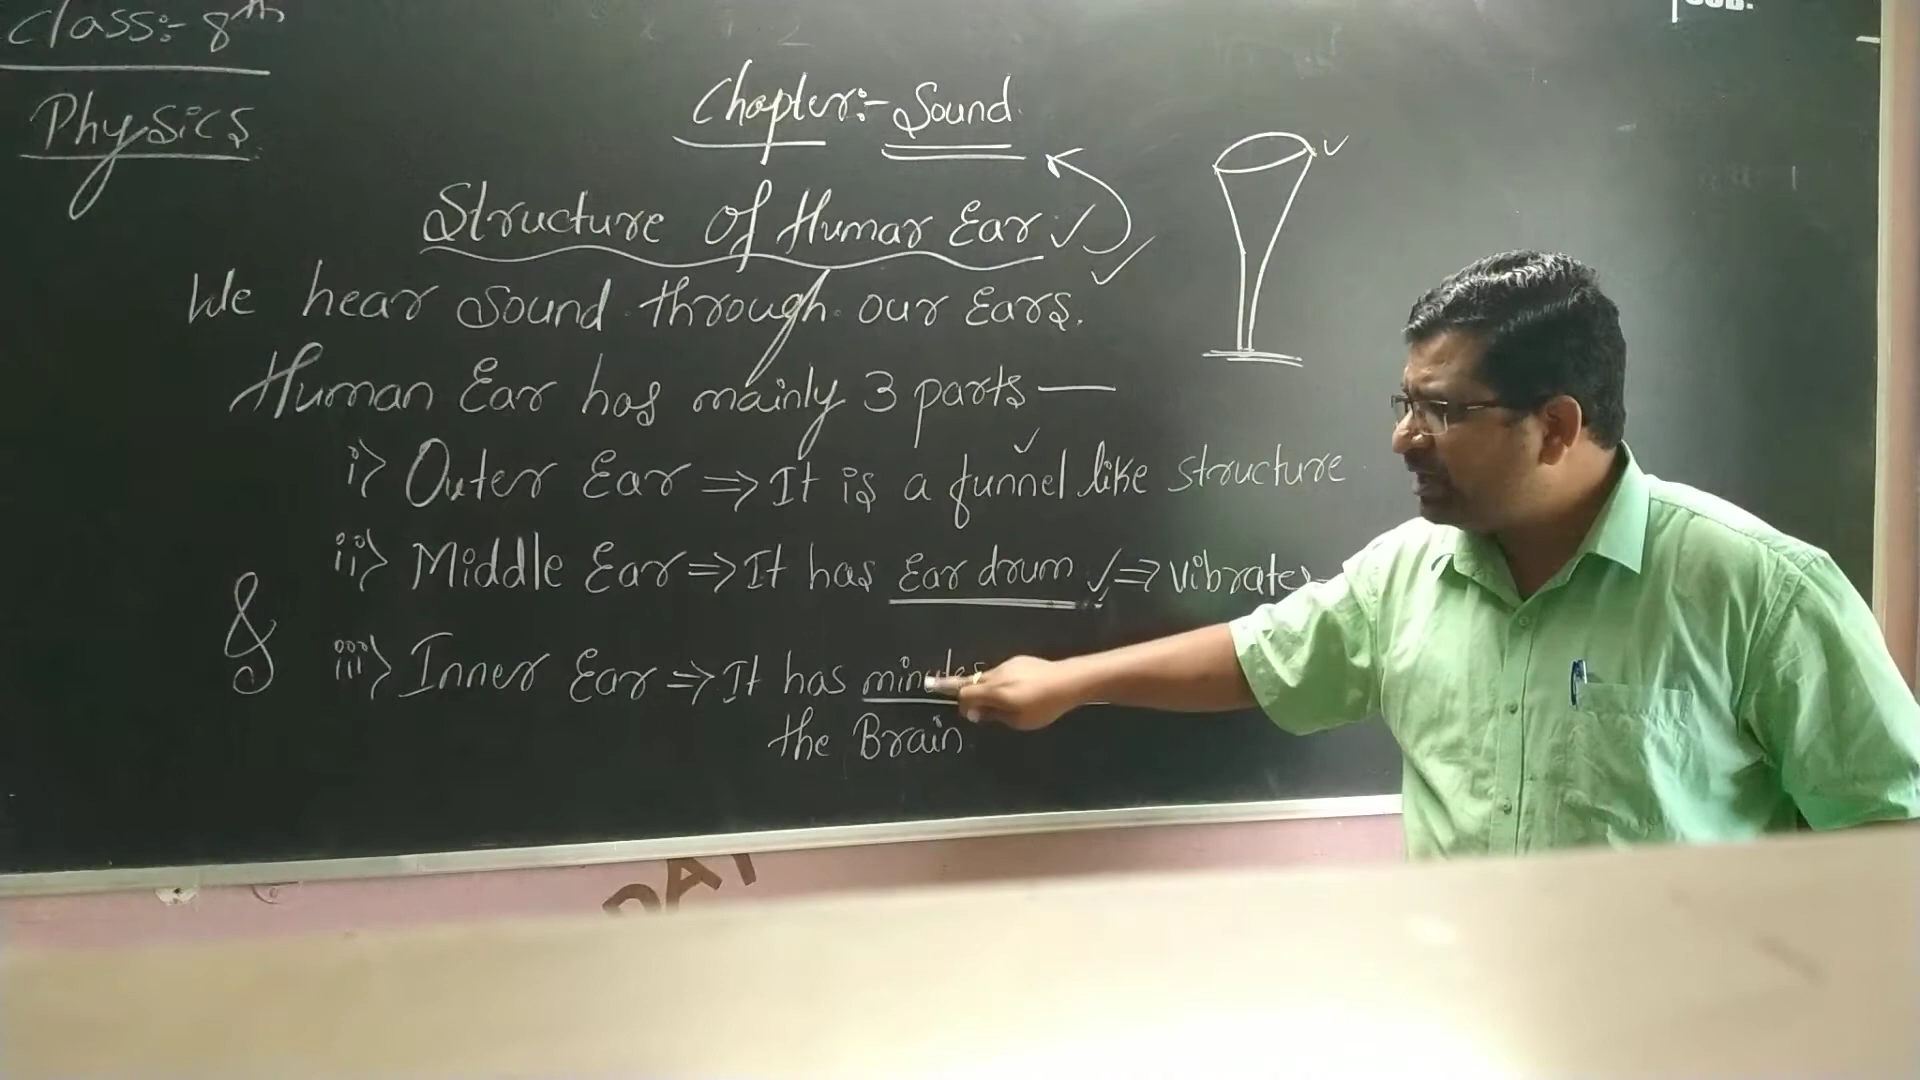 Class:- 8th
Physics
Chapter:- Sound
Structure of Human Ear
We hear sound through our Ears.
Human Ear has mainly 3 parts —
i) Outer Ear ⇒ It is a funnel like structure
ii) Middle Ear ⇒ It has Ear drum ✓ ⇒ vibrates
& iii) Inner Ear ⇒ It has
the Brain